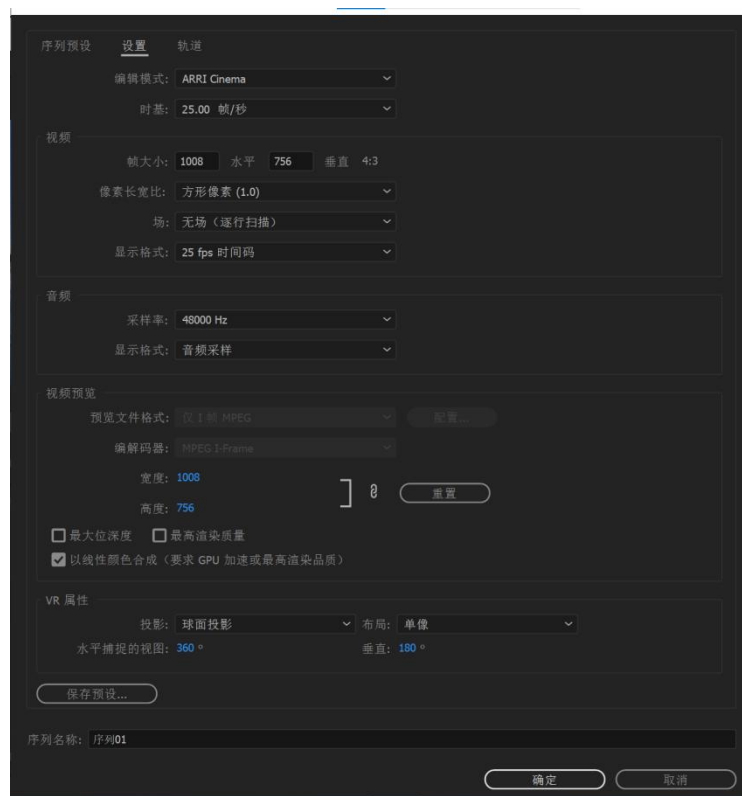 序列预设 设置 轨道
编辑模式: ARRI Cinema
时基: 25.00 帧/秒
视频
帧大小: 1008 水平 756 垂直 4:3
像素长宽比: 方形像素 (1.0)
场: 无场（逐行扫描）
显示格式: 25 fps 时间码
音频
采样率: 48000 Hz
显示格式: 音频采样
视频预览
预览文件格式: 仅 I 帧 MPEG 配置...
编解码器: MPEG I-Frame
宽度: 1008
高度: 756
重置
最大位深度 最高渲染质量
以线性颜色合成（要求 GPU 加速或最高渲染品质）
VR 属性
投影: 球面投影 布局: 单像
水平捕捉的视图: 360 ° 垂直: 180 °
保存预设...
序列名称: 序列01
确定 取消